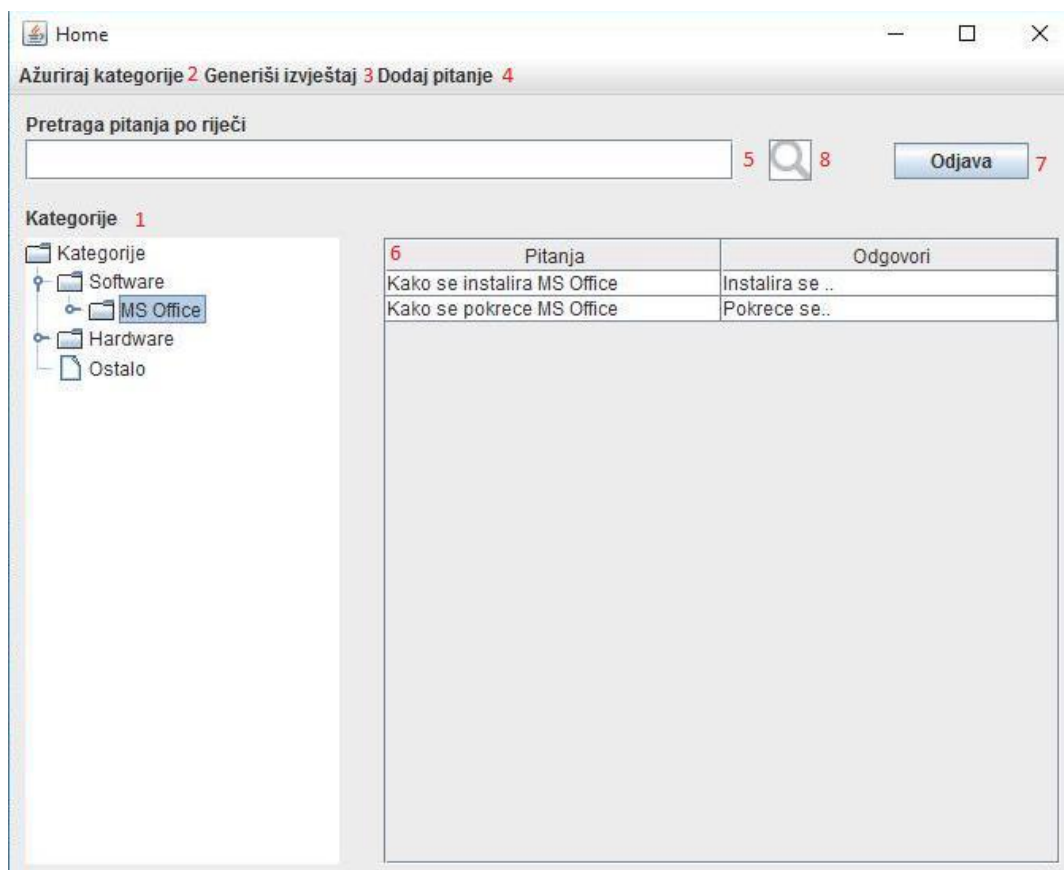 Home
Ažuriraj kategorije 2 Generiši izvještaj 3 Dodaj pitanje 4
Pretraga pitanja po riječi
5 8 Odjava 7
Kategorije 1
Kategorije
Software
MS Office
Hardware
Ostalo
6 Pitanja Odgovori
Kako se instalira MS Office Instalira se ..
Kako se pokrece MS Office Pokrece se..